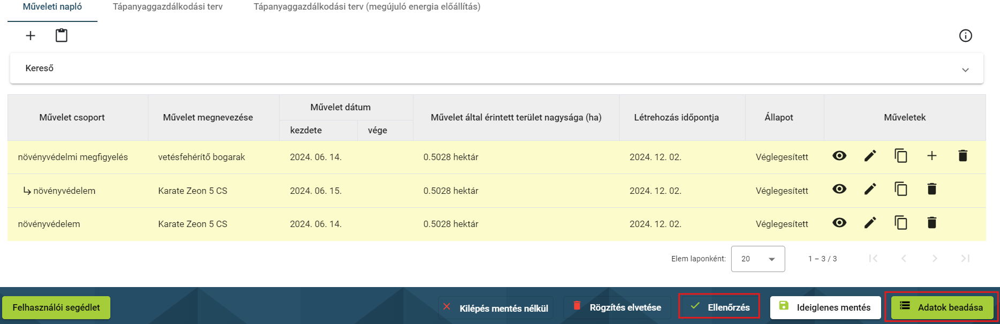 Műveleti napló Tápanyaggazdálkodási terv Tápanyaggazdálkodási terv (megújuló energia előállítás)
Kereső
Művelet csoport Művelet megnevezése Művelet dátum Művelet által érintett terület nagysága (ha) Létrehozás időpontja Állapot Műveletek
kezdete vége
növényvédelmi megfigyelés vetésfehérítő bogarak 2024. 06. 14. 0.5028 hektár 2024. 12. 02. Véglegesített
növényvédelem Karate Zeon 5 CS 2024. 06. 15. 0.5028 hektár 2024. 12. 02. Véglegesített
növényvédelem Karate Zeon 5 CS 2024. 06. 14. 0.5028 hektár 2024. 12. 02. Véglegesített
Elem laponként: 20 1 – 3 / 3
Felhasználói segédlet Kilépés mentés nélkül Rögzítés elvetése Ellenőrzés Ideiglenes mentés Adatok beadása